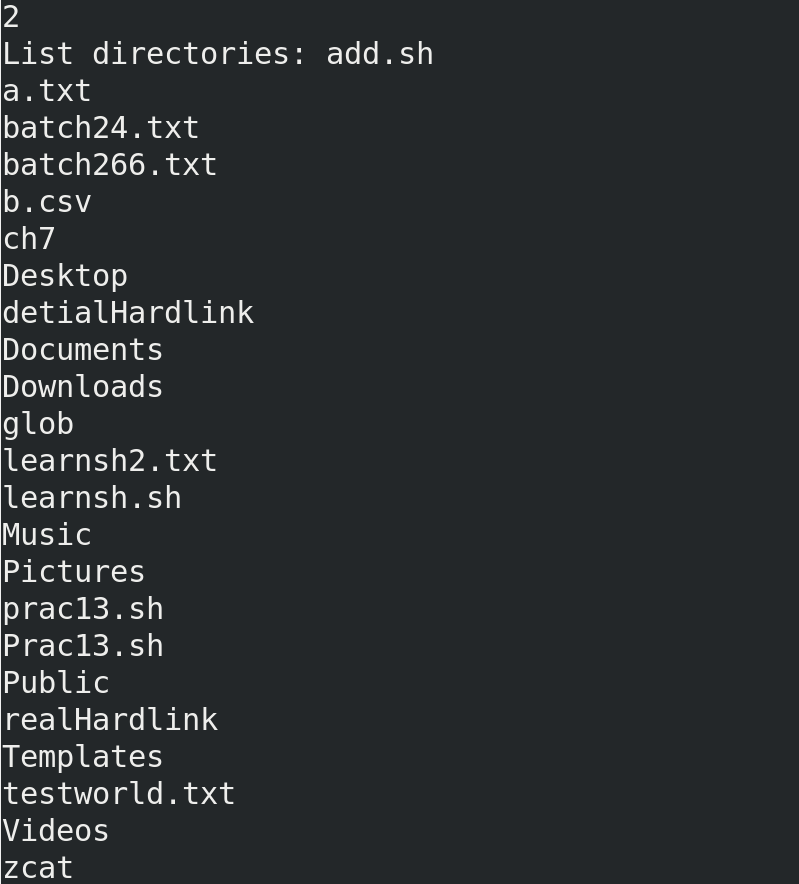 2
List directories: add.sh
a.txt
batch24.txt
batch266.txt
b.csv
ch7
Desktop
detialHardlink
Documents
Downloads
glob
learnsh2.txt
learnsh.sh
Music
Pictures
prac13.sh
Prac13.sh
Public
realHardlink
Templates
testworld.txt
Videos
zcat